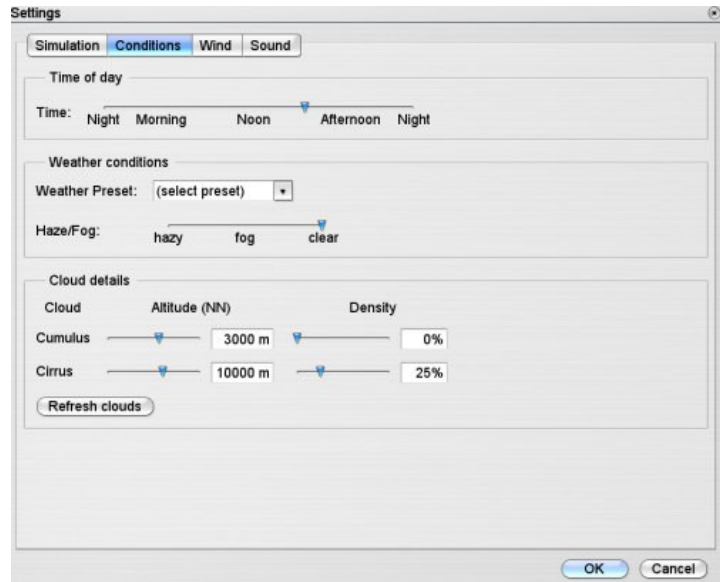 Settings
Simulation Conditions Wind Sound
Time of day
Time:
Night Morning Noon Afternoon Night
Weather conditions
Weather Preset: (select preset)
Haze/Fog:
hazy fog clear
Cloud details
Cloud Altitude (NN) Density
Cumulus 3000 m 0%
Cirrus 10000 m 25%
Refresh clouds
OK Cancel